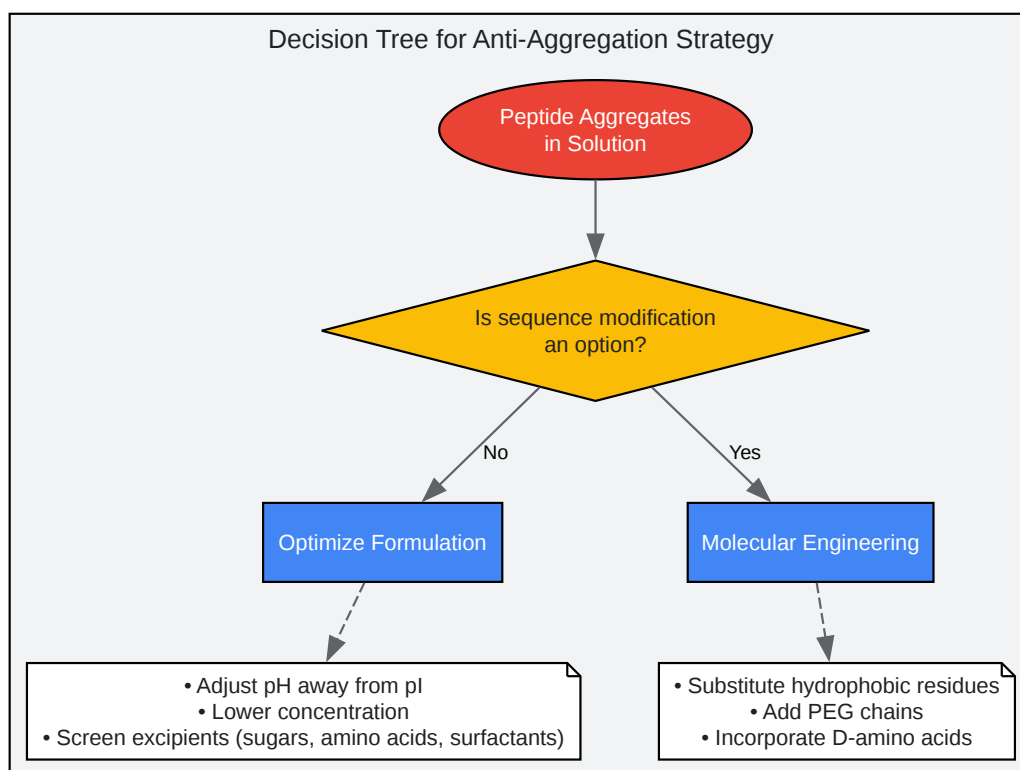 Decision Tree for Anti-Aggregation Strategy
Peptide Aggregates
in Solution
Is sequence modification
an option?
No
Yes
Optimize Formulation
Molecular Engineering
• Adjust pH away from pI
• Lower concentration
• Screen excipients (sugars, amino acids, surfactants)
• Substitute hydrophobic residues
• Add PEG chains
• Incorporate D-amino acids